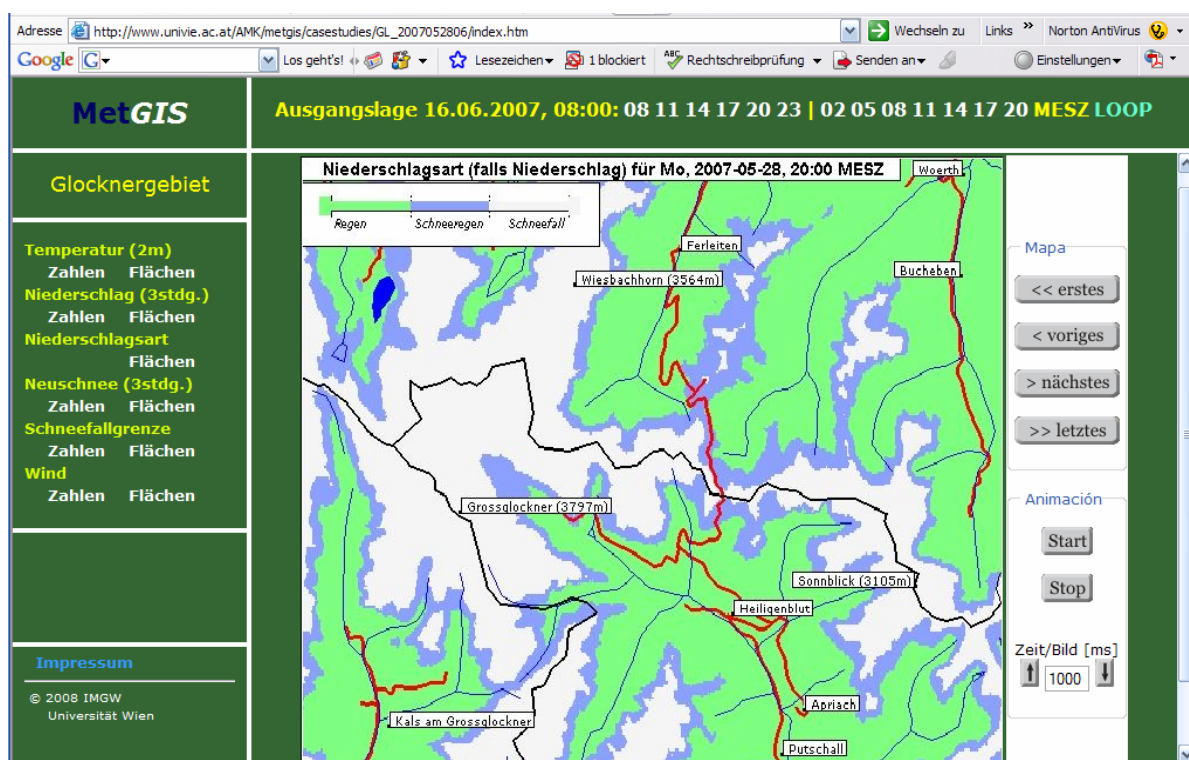 Adresse http://www.univie.ac.at/AMK/metgis/casestudies/GL_2007052806/index.htm Wechseln zu Links » Norton AntiVirus
Google G Los geht's! Lesezeichen 1 blockiert ABC Rechtschreibprüfung Senden an Einstellungen
MetGIS
Ausgangslage 16.06.2007, 08:00: 08 11 14 17 20 23 | 02 05 08 11 14 17 20 MESZ LOOP
Glocknergebiet
Temperatur (2m)
Zahlen Flächen
Niederschlag (3stdg.)
Zahlen Flächen
Niederschlagsart
Flächen
Neuschnee (3stdg.)
Zahlen Flächen
Schneefallgrenze
Zahlen Flächen
Wind
Zahlen Flächen
Impressum
© 2008 IMGW
Universität Wien
Niederschlagsart (falls Niederschlag) für Mo, 2007-05-28, 20:00 MESZ
Regen Schneeregen Schneefall
Woerth
Ferleiten
Wiesbachhorn (3564m)
Bucheben
Grossglockner (3797m)
Sonnblick (3105m)
Heiligenblut
Apriach
Kals am Grossglockner
Putschall
Mapa
<< erstes
< voriges
> nächstes
>> letztes
Animación
Start
Stop
Zeit/Bild [ms]
1000